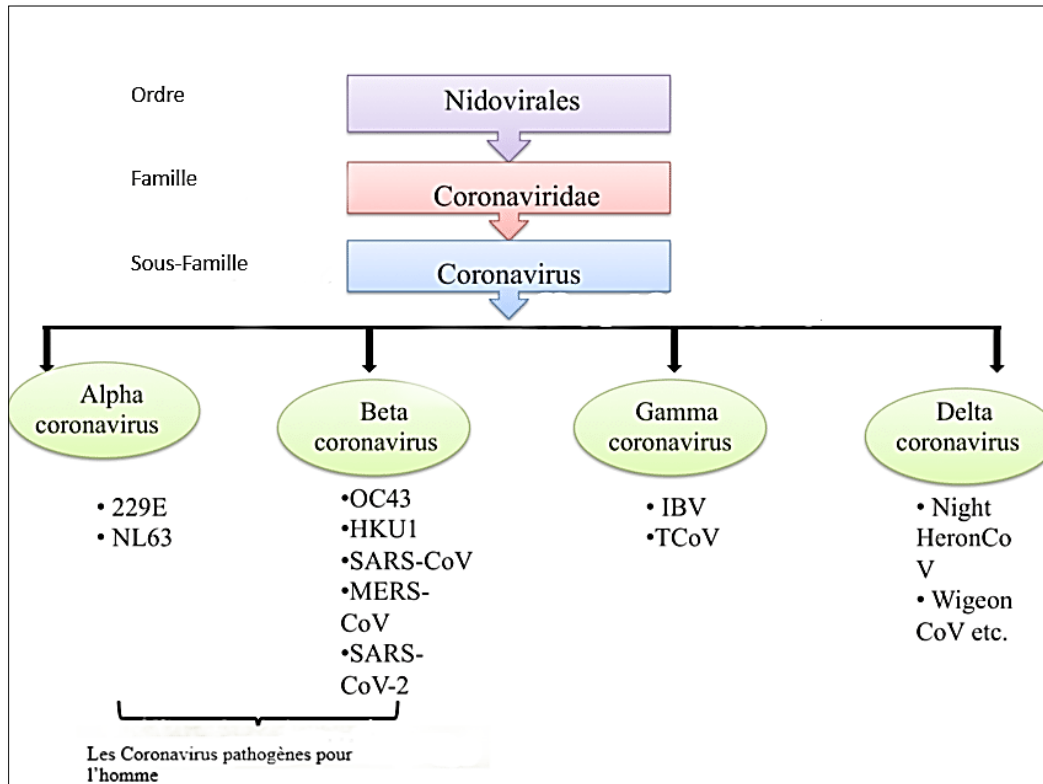 Ordre
Nidovirales
Famille
Coronaviridae
Sous-Famille
Coronavirus
Alpha
coronavirus
Beta
coronavirus
Gamma
coronavirus
Delta
coronavirus
• 229E
• NL63
•OC43
•HKU1
•SARS-CoV
•MERS-
CoV
•SARS-
CoV-2
• IBV
•TCoV
• Night
HeronCo
V
• Wigeon
CoV etc.
Les Coronavirus pathogènes pour
l'homme